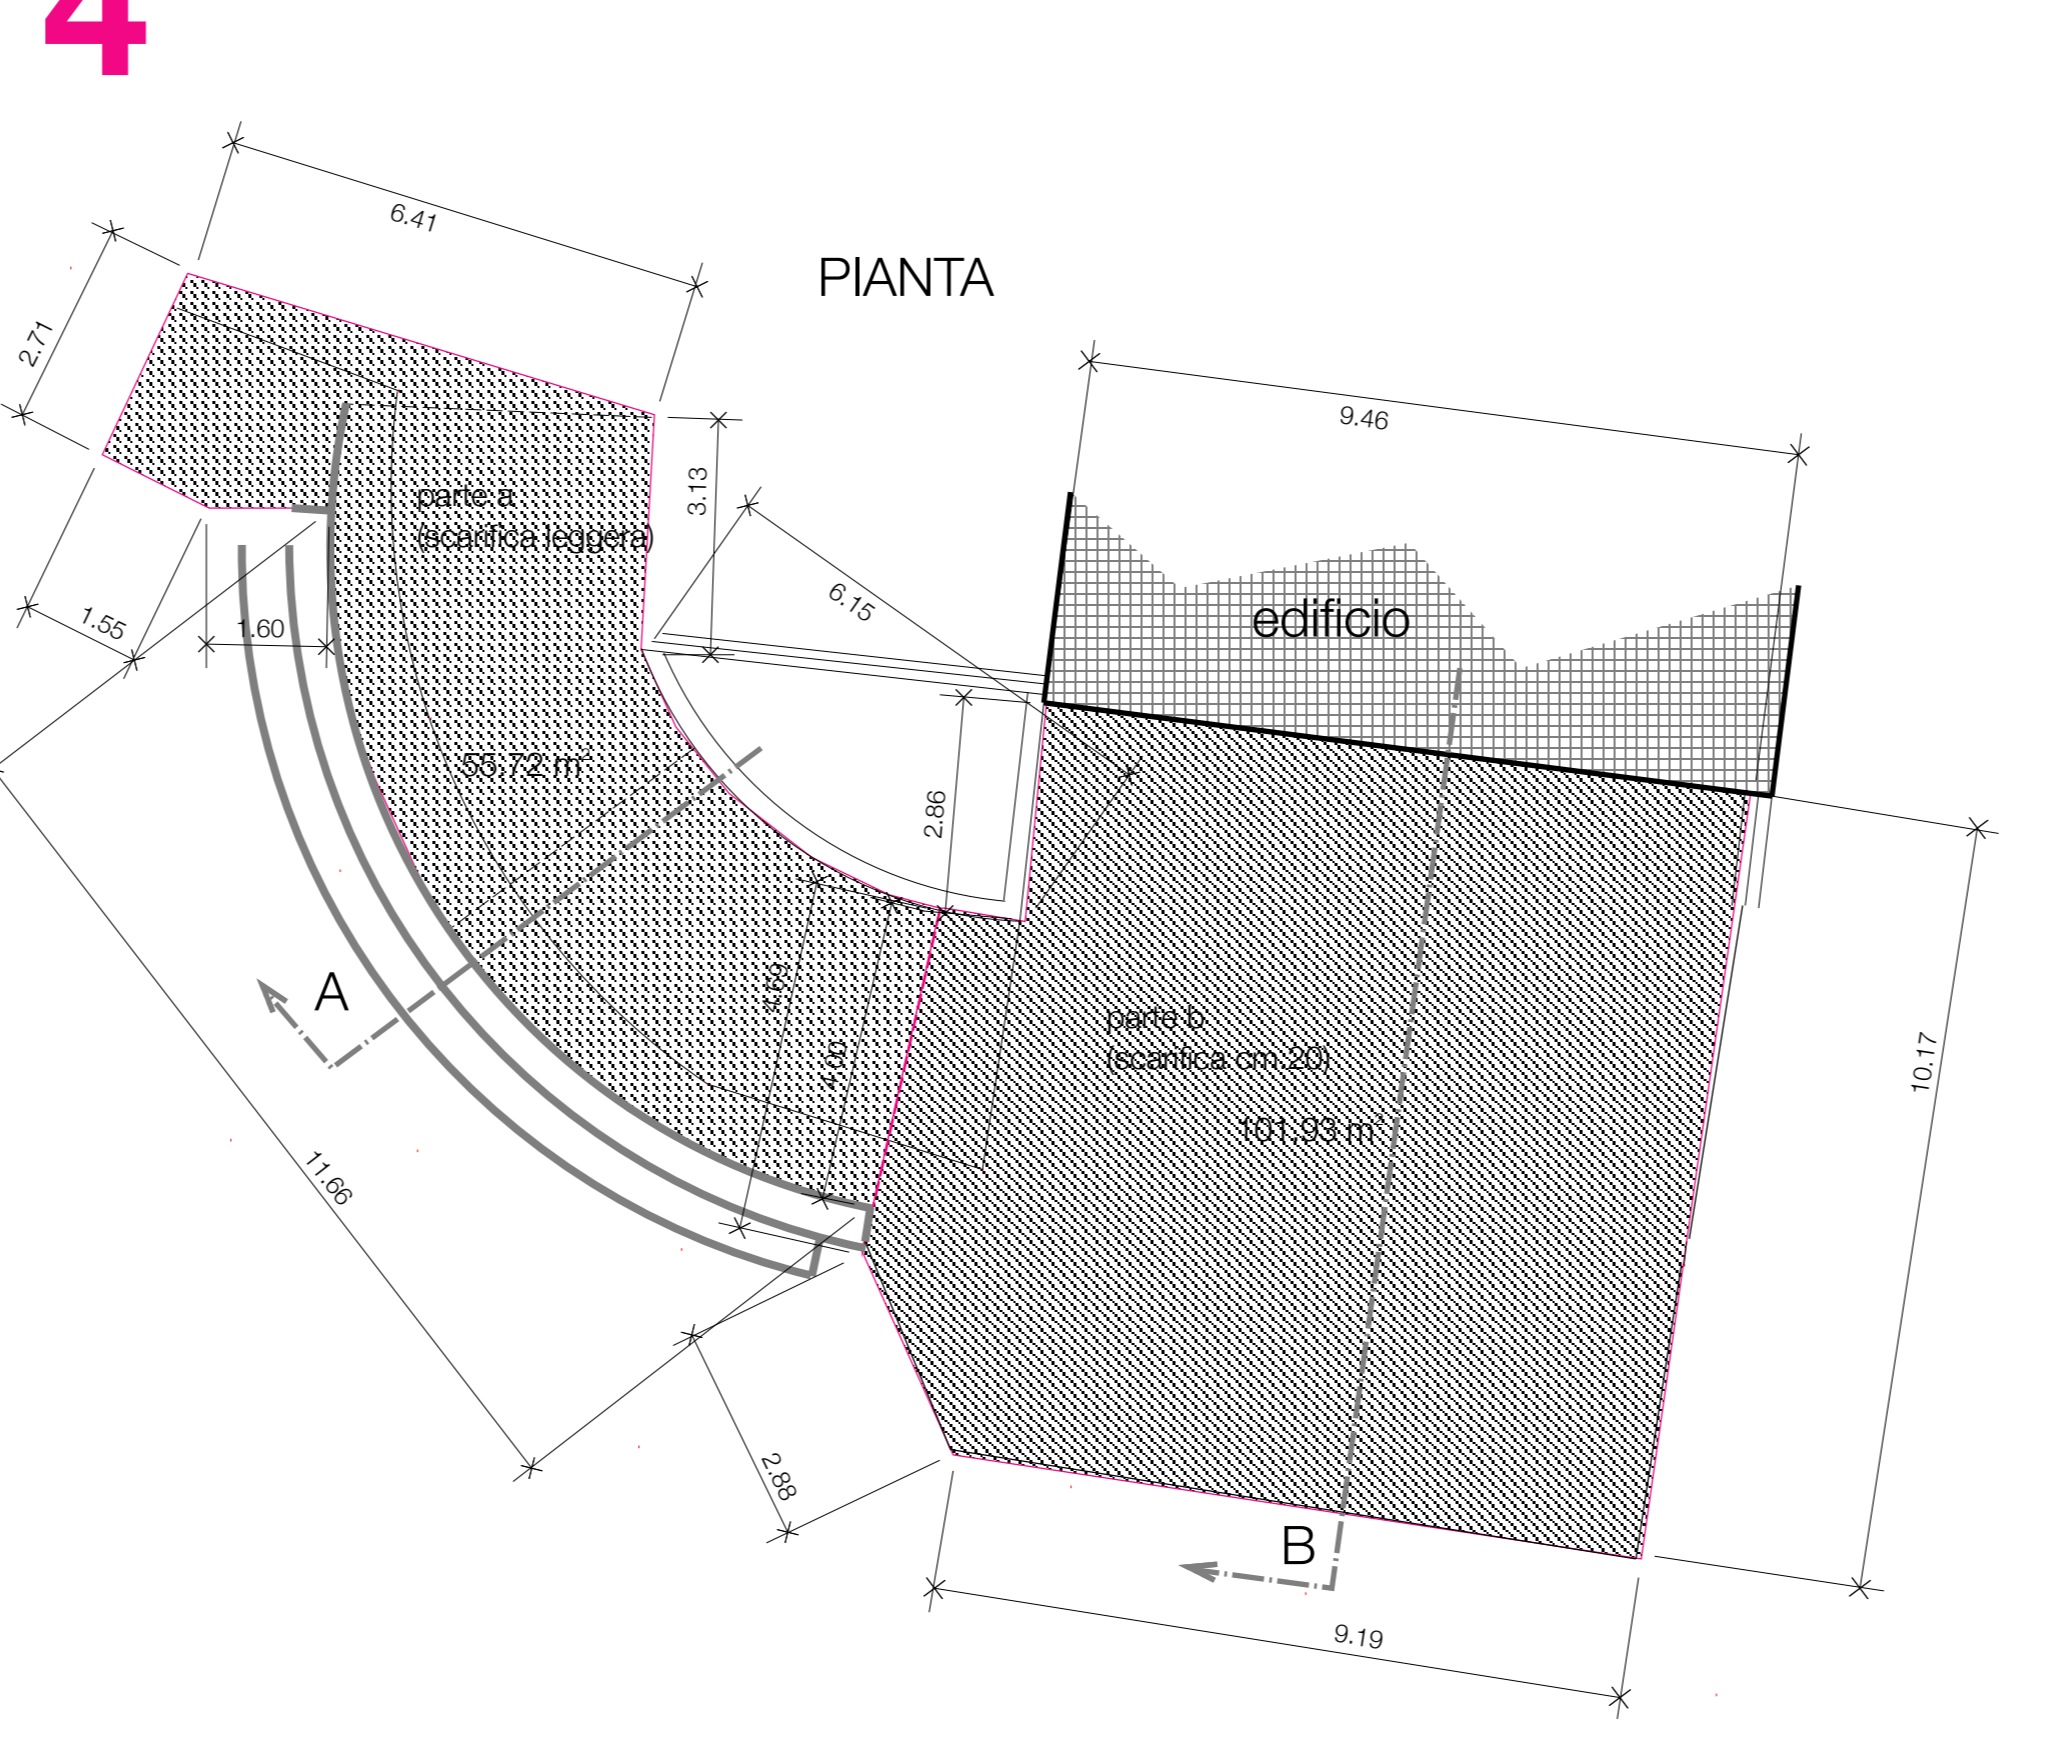 4
6.41
PIANTA
2.71
9.46
3.13
parte a
(scarifica leggera)
6.15
edificio
1.55
1.60
55.72 m²
2.86
A
4.69
4.00
parte b
(scarifica cm.20)
10.17
101.93 m²
11.66
2.88
B
9.19